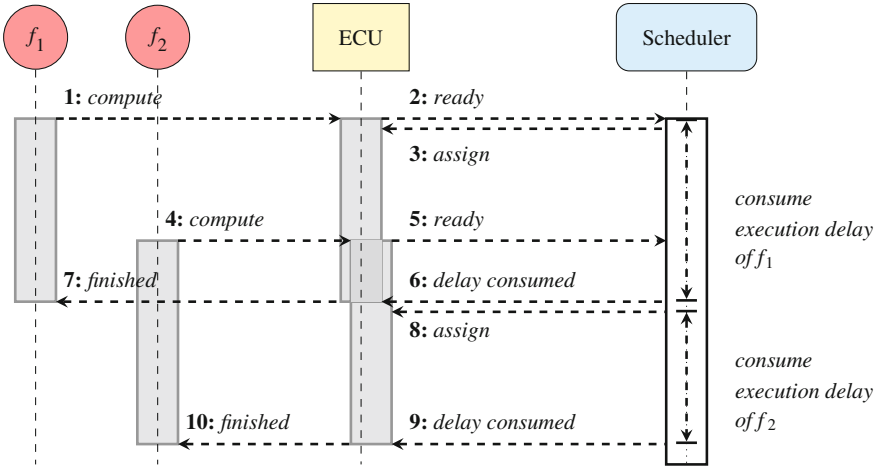 f1
f2
ECU
Scheduler
1: compute
2: ready
3: assign
4: compute
5: ready
consume
execution delay
of f1
7: finished
6: delay consumed
8: assign
consume
execution delay
of f2
10: finished
9: delay consumed